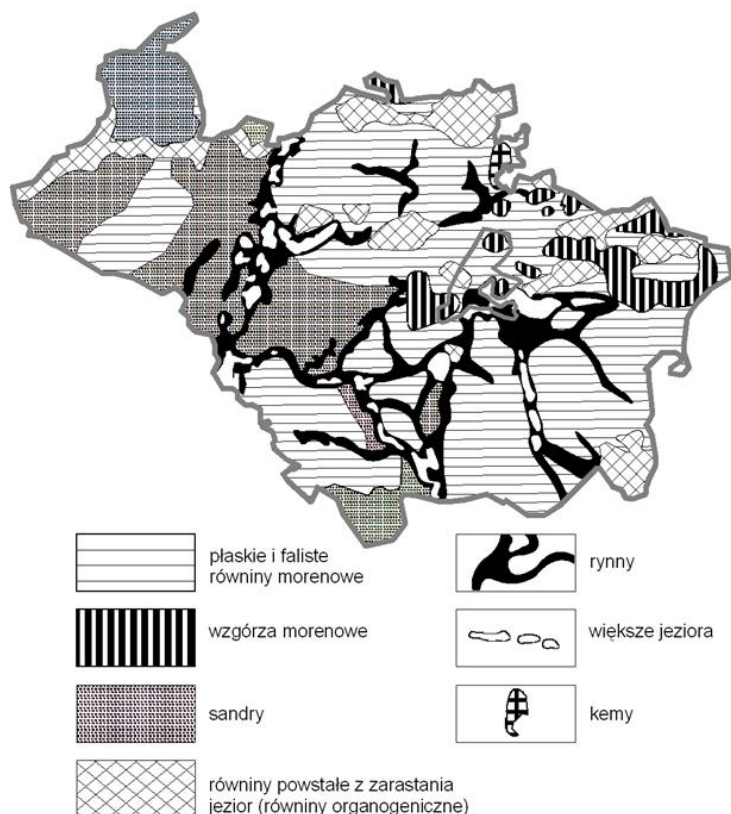 płaskie i faliste
równiny morenowe
wzgórza morenowe
sandry
równiny powstałe z zarastania
jezior (równiny organogeniczne)
rynny
większe jeziora
kemy